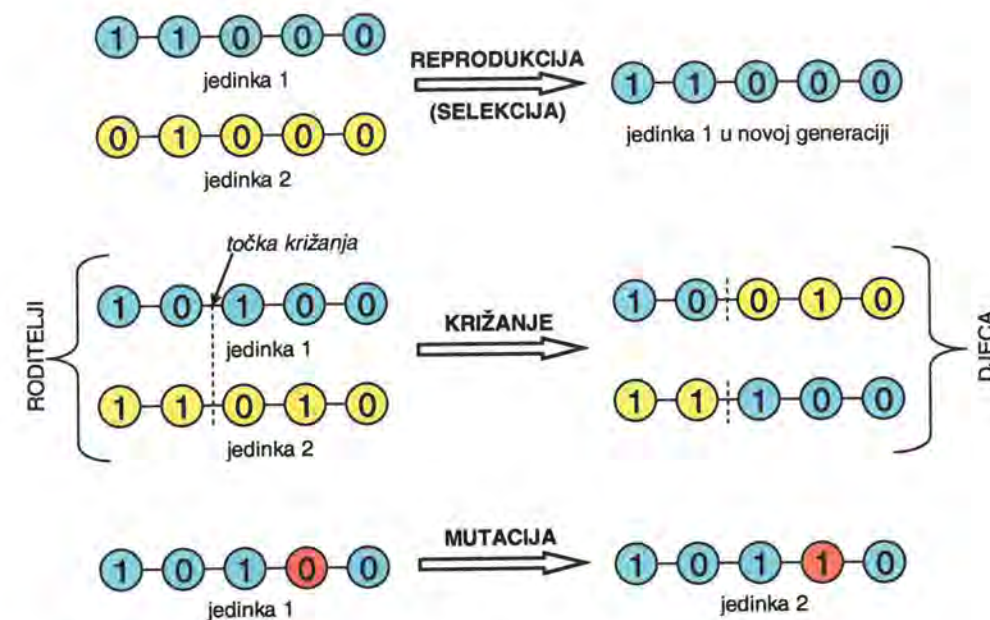 1 1 0 0 0
jedinka 1
0 1 0 0 0
jedinka 2
REPRODUKCIJA
(SELEKCIJA)
1 1 0 0 0
jedinka 1 u novoj generaciji
RODITELJI
točka križanja
1 0 1 0 0
jedinka 1
1 1 0 1 0
jedinka 2
KRIŽANJE
1 0 0 1 0
1 1 1 0 0
DJECA
1 0 1 0 0
jedinka 1
MUTACIJA
1 0 1 1 0
jedinka 2